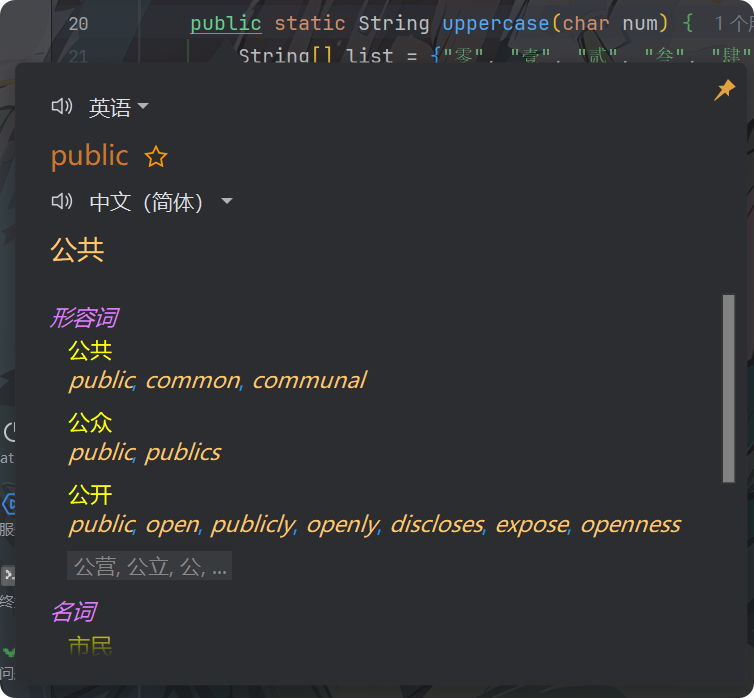 20 public static String uppercase(char num) { 1个
21 String[] list = {"零", "壹", "贰", "叁", "肆"
英语
public
中文（简体）
公共
形容词
公共
public, common, communal
公众
public, publics
公开
public, open, publicly, openly, discloses, expose, openness
公营, 公立, 公, ...
名词
市民
at
服
终
问